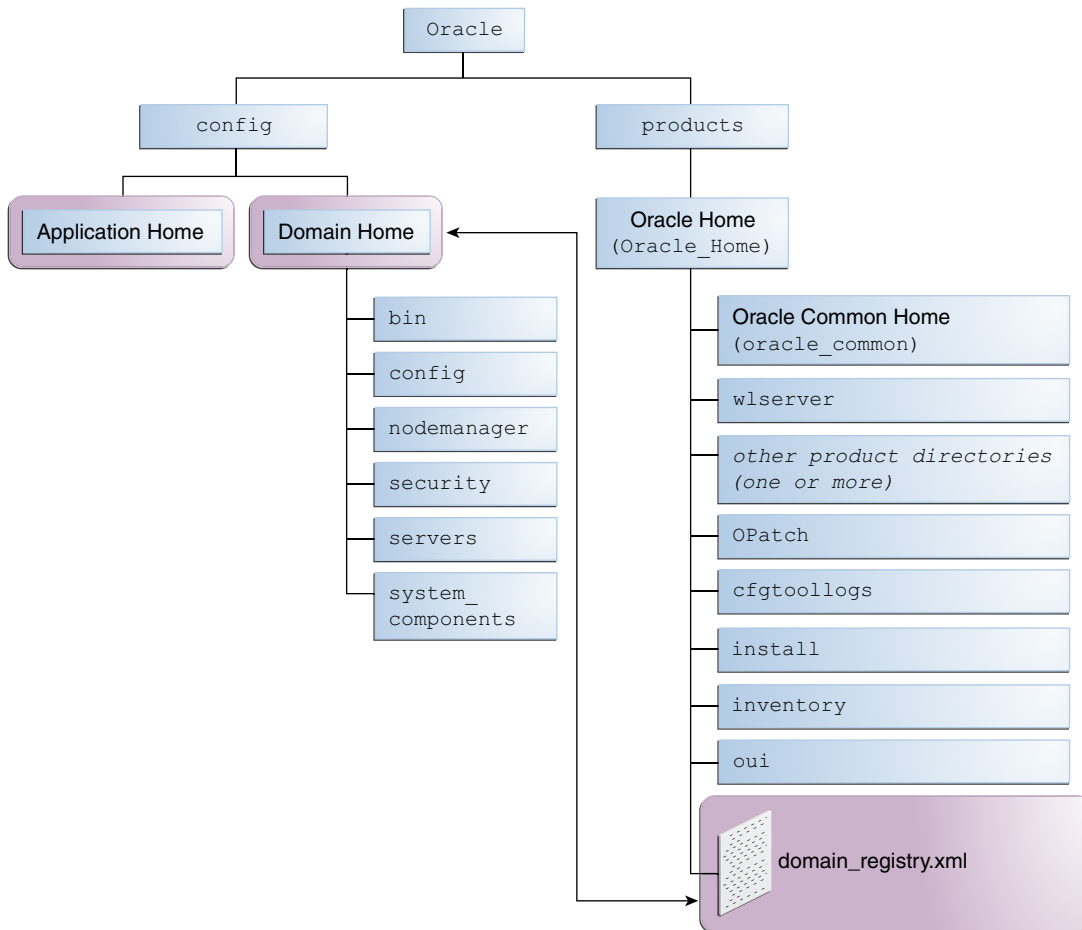 Oracle
config
products
Application Home
Domain Home
Oracle Home
(Oracle_Home)
bin
config
nodemanager
security
servers
system_
components
Oracle Common Home
(oracle_common)
wlserver
other product directories
(one or more)
OPatch
cfgtoollogs
install
inventory
oui
domain_registry.xml